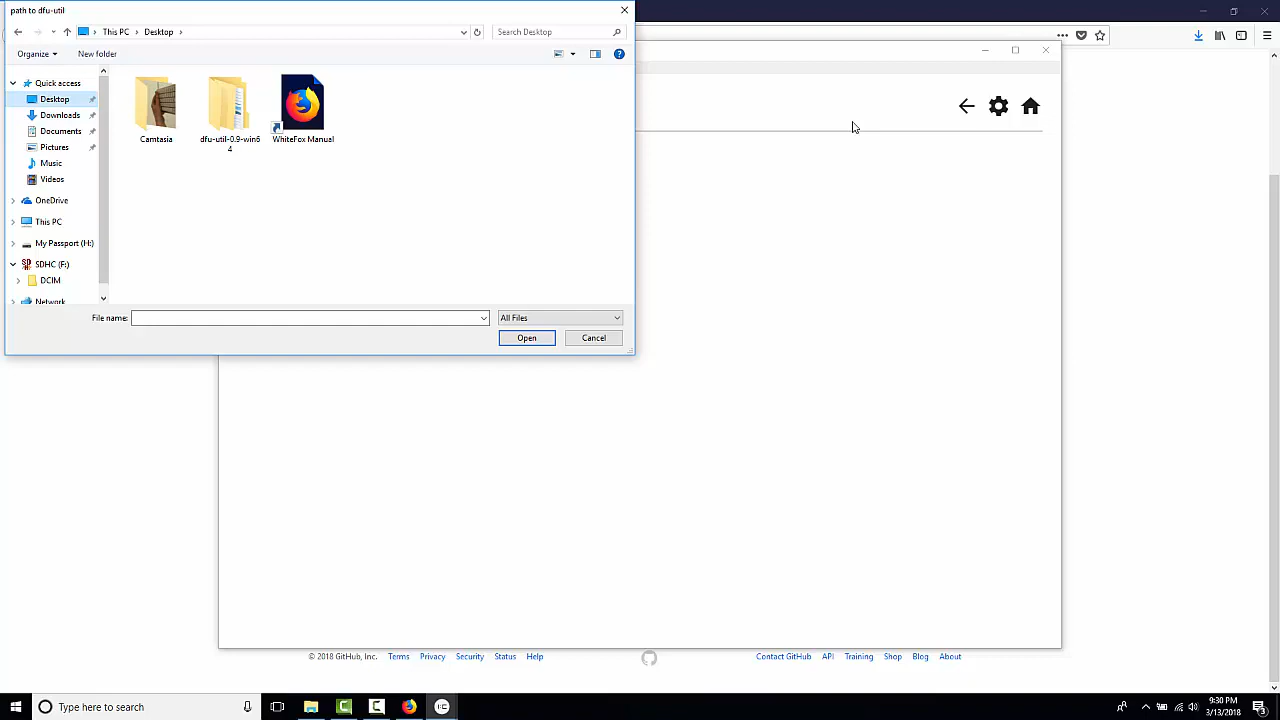 path to dfu-util
This PC
Desktop
Search Desktop
Organize
New folder
Quick access
Desktop
Downloads
Documents
Pictures
Music
Videos
OneDrive
This PC
My Passport (H:)
SDHC (F:)
DCIM
Network
Camtasia
dfu-util-0.9-win6
4
WhiteFox Manual
File name:
All Files
Open
Cancel
© 2018 GitHub, Inc. Terms Privacy Security Status Help
Contact GitHub API Training Shop Blog About
Type here to search
9:30 PM
3/13/2018